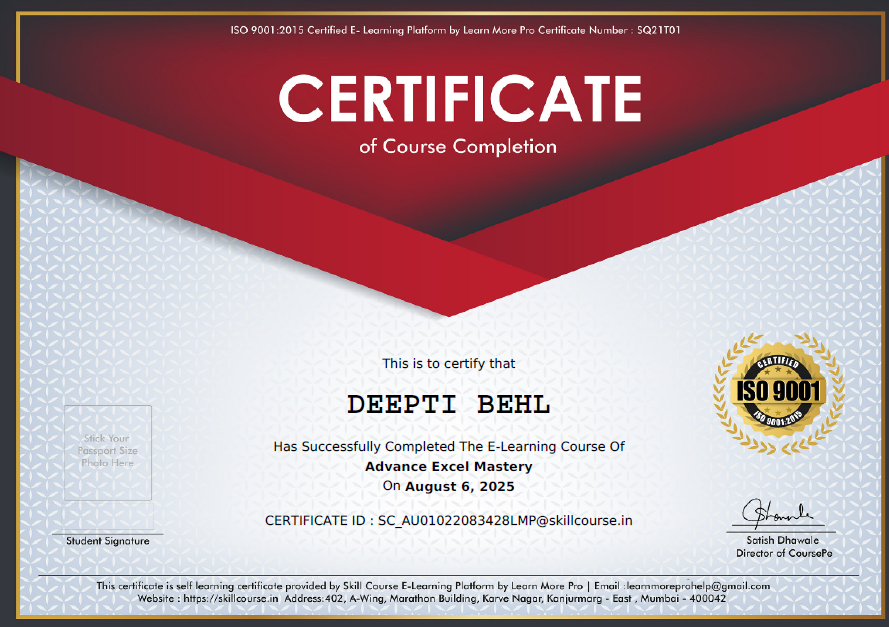 ISO 9001:2015 Certified E- Learning Platform by Learn More Pro Certificate Number : SQ21T01
CERTIFICATE
of Course Completion
This is to certify that
DEEPTI BEHL
Has Successfully Completed The E-Learning Course Of
Advance Excel Mastery
On August 6, 2025
CERTIFICATE ID : SC_AU01022083428LMP@skillcourse.in
CERTIFIED
ISO 9001
ISO 9001:2015
Stick Your
Passport Size
Photo Here
Student Signature
Satish Dhawale
Director of CoursePe
This certificate is self learning certificate provided by Skill Course E-Learning Platform by Learn More Pro | Email :learnmoreprohelp@gmail.com
Website : https://skillcourse.in Address:402, A-Wing, Marathon Building, Karve Nagar, Kanjurmarg - East , Mumbai - 400042